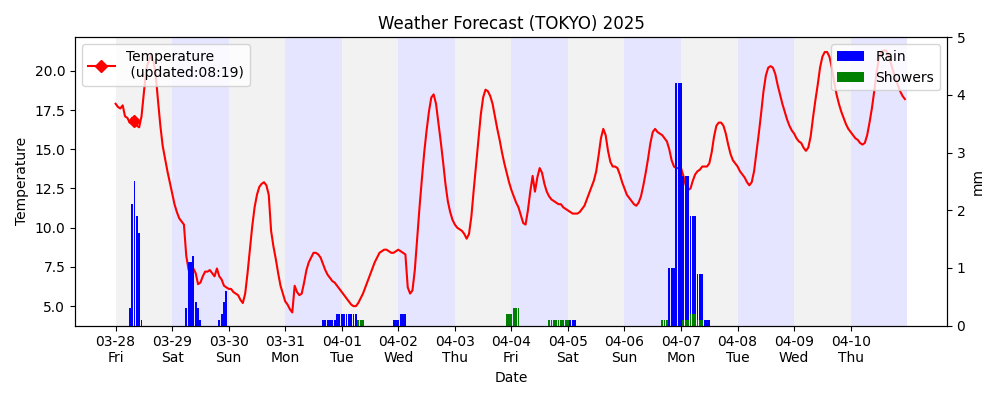 Weather Forecast (TOKYO) 2025
Temperature
(updated:08:19)
Rain
Showers
Temperature
20.0
17.5
15.0
12.5
10.0
7.5
5.0
5
4
3
2
1
0
mm
03-28 03-29 03-30 03-31 04-01 04-02 04-03 04-04 04-05 04-06 04-07 04-08 04-09 04-10
Fri Sat Sun Mon Tue Wed Thu Fri Sat Sun Mon Tue Wed Thu
Date